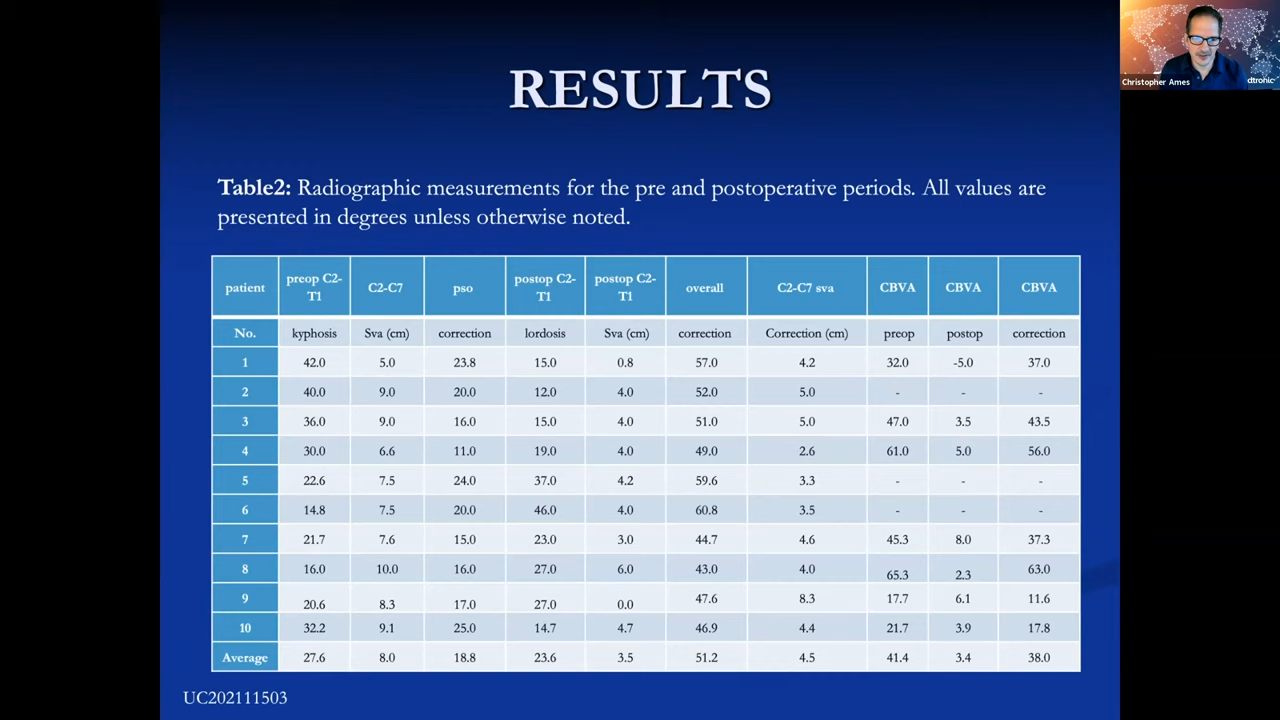 RESULTS
Christopher Ames
dtronic
Table2: Radiographic measurements for the pre and postoperative periods. All values are
presented in degrees unless otherwise noted.
patient preop C2-T1 C2-C7 pso postop C2-T1 postop C2-T1 overall C2-C7 sva CBVA CBVA CBVA
No. kyphosis Sva (cm) correction lordosis Sva (cm) correction Correction (cm) preop postop correction
1 42.0 5.0 23.8 15.0 0.8 57.0 4.2 32.0 -5.0 37.0
2 40.0 9.0 20.0 12.0 4.0 52.0 5.0 - - -
3 36.0 9.0 16.0 15.0 4.0 51.0 5.0 47.0 3.5 43.5
4 30.0 6.6 11.0 19.0 4.0 49.0 2.6 61.0 5.0 56.0
5 22.6 7.5 24.0 37.0 4.2 59.6 3.3 - - -
6 14.8 7.5 20.0 46.0 4.0 60.8 3.5 - - -
7 21.7 7.6 15.0 23.0 3.0 44.7 4.6 45.3 8.0 37.3
8 16.0 10.0 16.0 27.0 6.0 43.0 4.0 65.3 2.3 63.0
9 20.6 8.3 17.0 27.0 0.0 47.6 8.3 17.7 6.1 11.6
10 32.2 9.1 25.0 14.7 4.7 46.9 4.4 21.7 3.9 17.8
Average 27.6 8.0 18.8 23.6 3.5 51.2 4.5 41.4 3.4 38.0
UC202111503